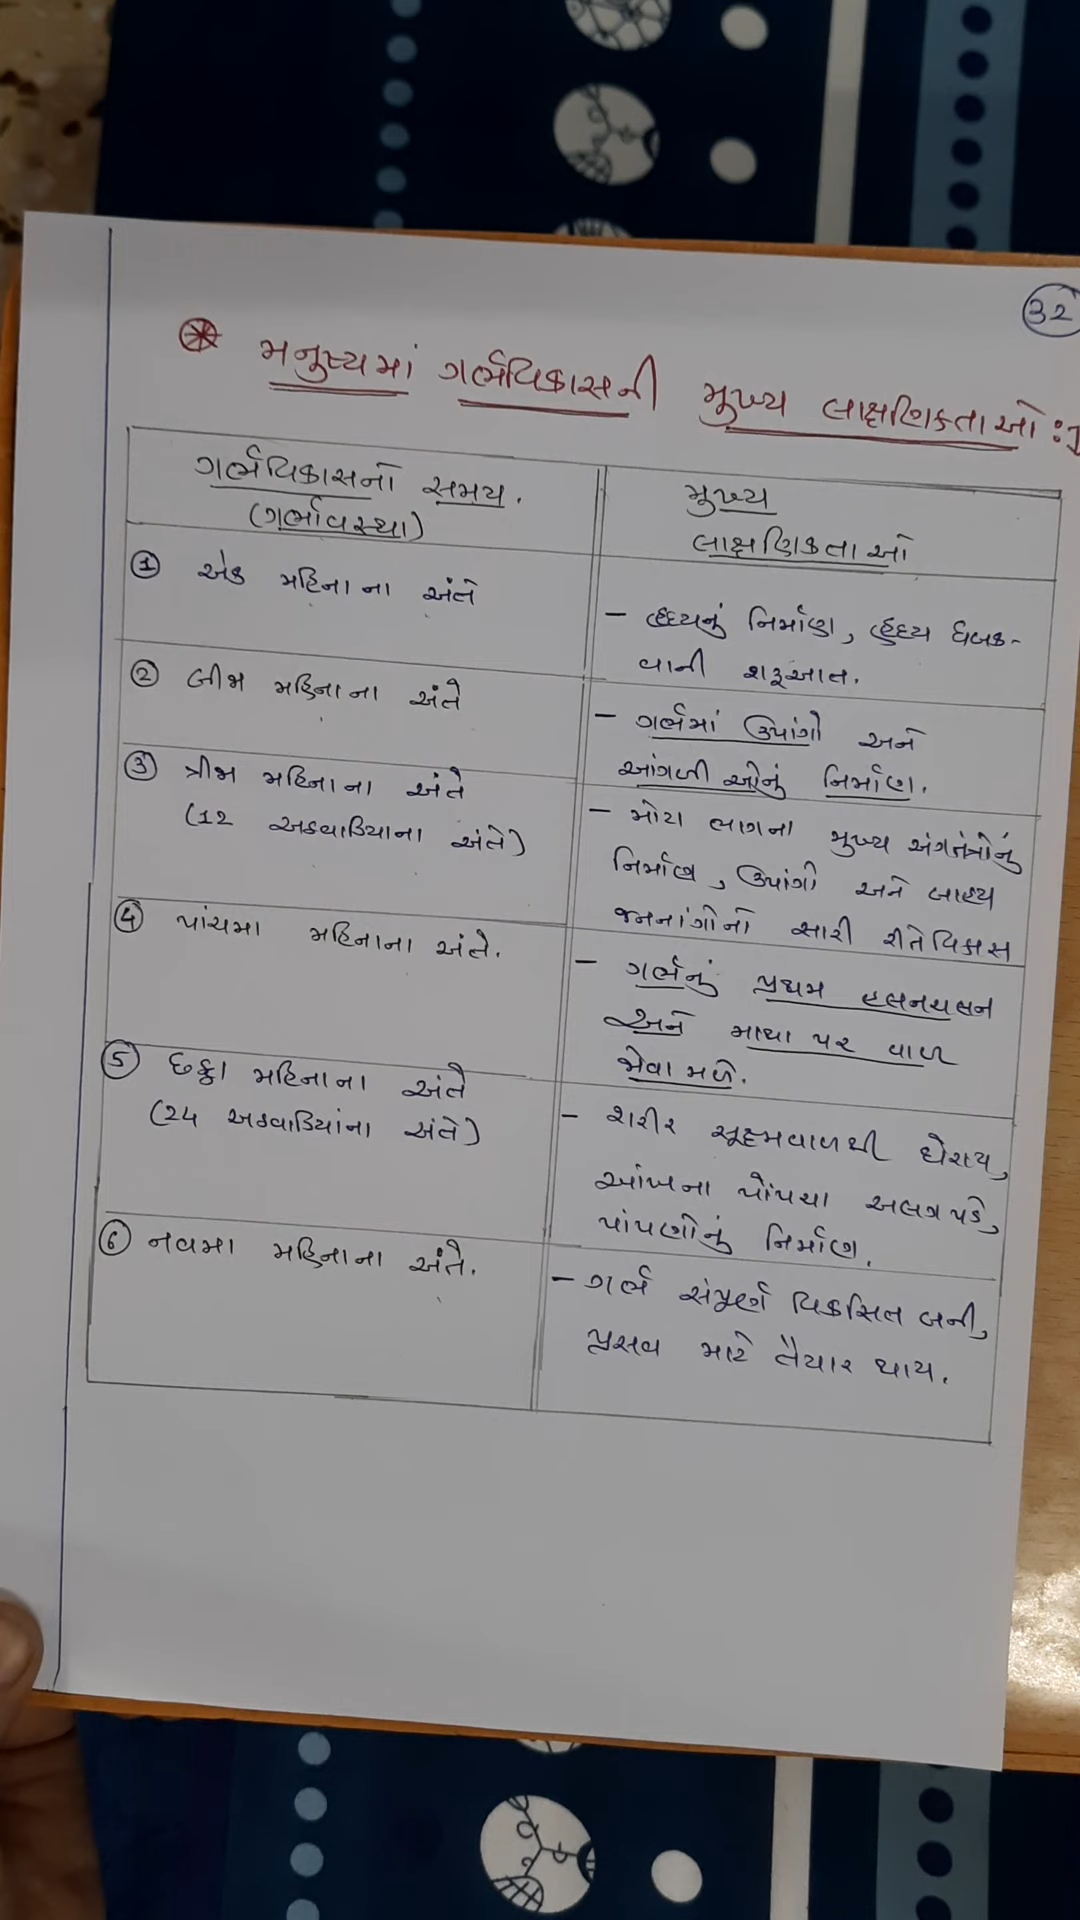 32
મનુષ્યમાં ગર્ભવિકાસની મુખ્ય લાક્ષણિકતાઓ :-
ગર્ભવિકાસનો સમય.
(ગર્ભાવસ્થા)
મુખ્ય
લાક્ષણિકતાઓ
① એક મહિનાના અંતે
- હૃદયનું નિર્માણ, હૃદય ધબક-
વાની શરૂઆત.
② બીજા મહિનાના અંતે
- ગર્ભમાં ઉપાંગો અને
આંગળીઓનું નિર્માણ.
③ ત્રીજા મહિનાના અંતે
(12 અઠવાડિયાના અંતે)
- મોટા ભાગના મુખ્ય અંગતંત્રોનું
નિર્માણ, ઉપાંગો અને બાહ્ય
જનનાંગોનો સારી રીતે વિકાસ
④ પાંચમા મહિનાના અંતે.
- ગર્ભનું પ્રથમ હલનચલન
અને માથા પર વાળ
જોવા મળે.
⑤ છઠ્ઠા મહિનાના અંતે
(24 અઠવાડિયાંના અંતે)
- શરીર સૂક્ષ્મવાળથી ઘેરાય,
આંખના પોંપચા અલગ પડે,
પાંપણોનું નિર્માણ.
⑥ નવમા મહિનાના અંતે.
- ગર્ભ સંપૂર્ણ વિકસિત બની,
પ્રસવ માટે તૈયાર થાય.